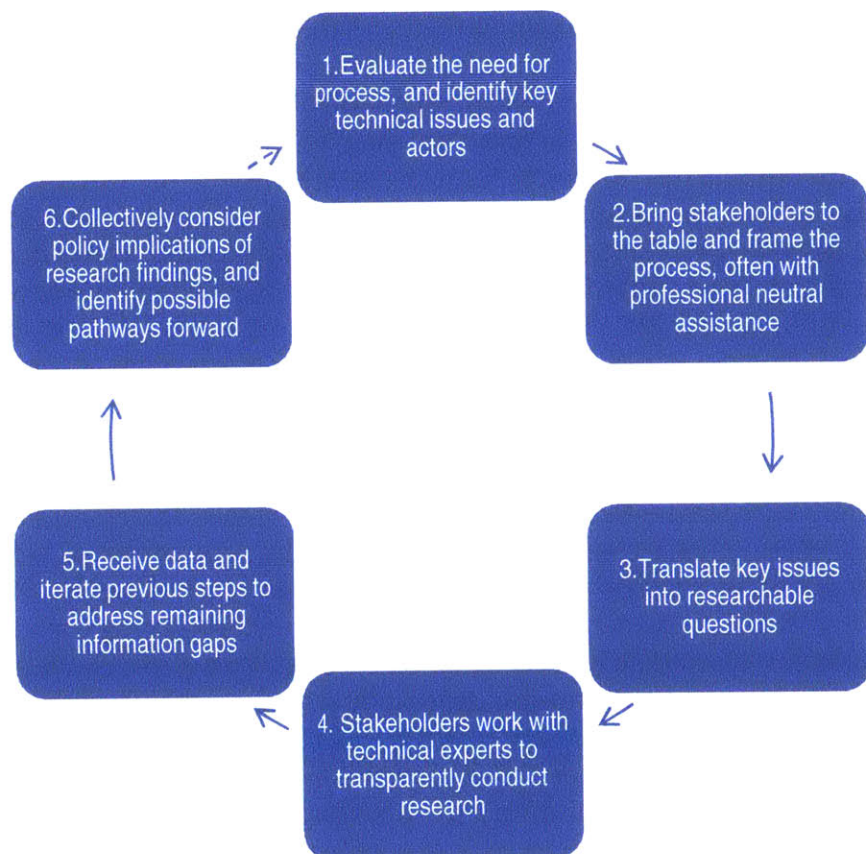 1.Evaluate the need for
process, and identify key
technical issues and
actors
2.Bring stakeholders to
the table and frame the
process, often with
professional neutral
assistance
3.Translate key issues
into researchable
questions
4. Stakeholders work with
technical experts to
transparently conduct
research
5.Receive data and
iterate previous steps to
address remaining
information gaps
6.Collectively consider
policy implications of
research findings, and
identify possible
pathways forward